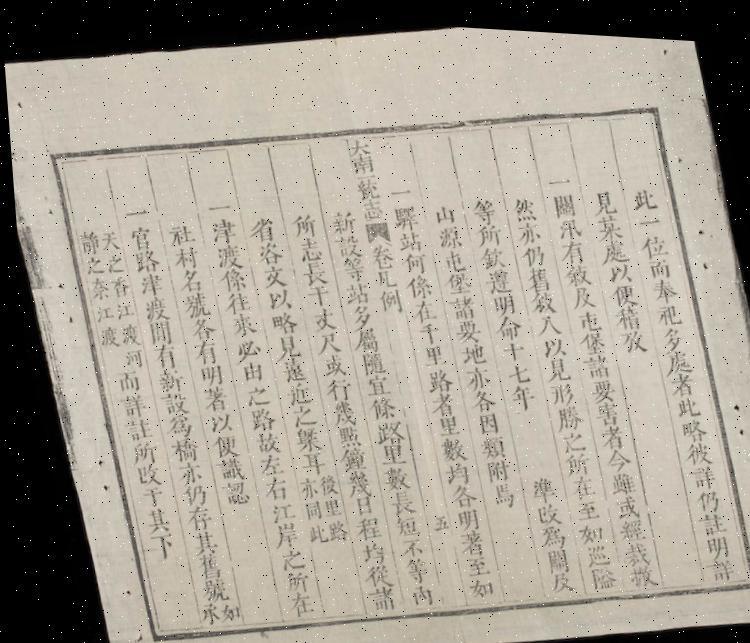 此一位而奉祀多處者此略彼詳仍註明詳
見某處以便稽攷
一關汛有敘及屯堡諸要害者今雖或經裁撤
然亦仍舊敘入以見形勝之所在至如巡隘
等所欽遵明命十七年 準改爲關及
山源屯堡諸要地亦各因類附焉
一驛站何係在千里路者里數均各明著至如
大南一統志 卷凡例 五
新設等站多屬隨宜條路里數長短不等內
所志長干丈尺或行幾點鐘幾日程均從諸
省洛文以略見遠近之槩耳後里路亦同此
一津渡係往來必由之路故左右江岸之所在
社村名號各有明著以便識認
一官路津渡間有新設爲橋亦仍存其舊號如承
天之香江渡靜之奈江渡而詳註所改于其下